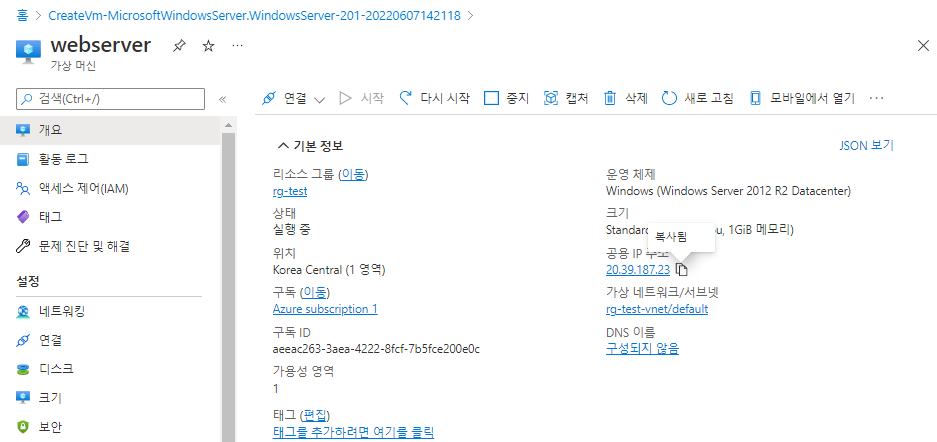 홈 > CreateVm-MicrosoftWindowsServer.WindowsServer-201-20220607142118 >
webserver
가상 머신
검색(Ctrl+/)
개요
활동 로그
액세스 제어(IAM)
태그
문제 진단 및 해결
설정
네트워킹
연결
디스크
크기
보안
연결 시작 다시 시작 중지 캡처 삭제 새로 고침 모바일에서 열기
기본 정보 JSON 보기
리소스 그룹 (이동)
rg-test
상태
실행 중
위치
Korea Central (1 영역)
구독 (이동)
Azure subscription 1
구독 ID
aeeac263-3aea-4222-8fcf-7b5fce200e0c
가용성 영역
1
태그 (편집)
태그를 추가하려면 여기를 클릭
운영 체제
Windows (Windows Server 2012 R2 Datacenter)
크기
1GiB 메모리)
복사됨
공용 IP 주소
20.39.187.23
가상 네트워크/서브넷
rg-test-vnet/default
DNS 이름
구성되지 않음